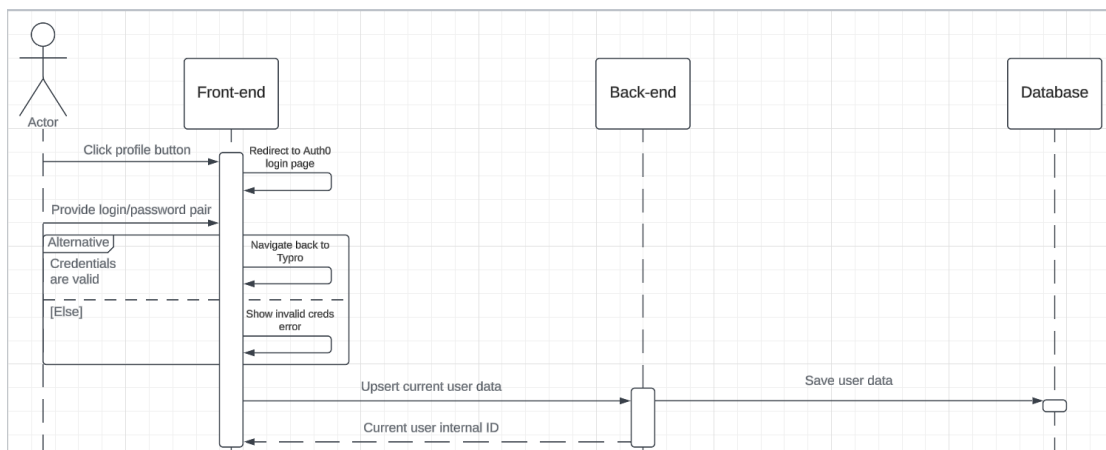 Front-end
Back-end
Database
Actor
Click profile button
Redirect to Auth0
login page
Provide login/password pair
Alternative
Credentials
are valid
Navigate back to
Typro
[Else]
Show invalid creds
error
Upsert current user data
Save user data
Current user internal ID